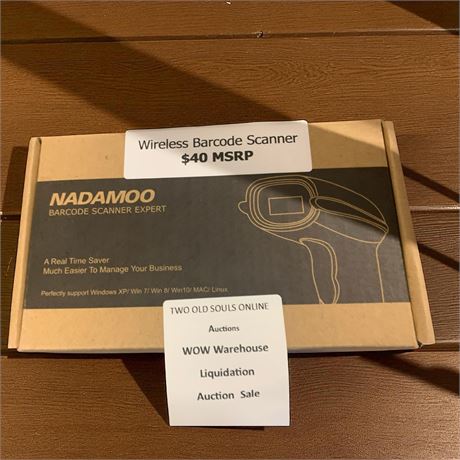 Wireless Barcode Scanner
$40 MSRP
NADAMOO
BARCODE SCANNER EXPERT
A Real Time Saver
Much Easier To Manage Your Business
Perfectly support Windows XP/ Win 7/ Win 8/ Win10/ MAC/ Linux
TWO OLD SOULS ONLINE
Auctions
WOW Warehouse
Liquidation
Auction Sale